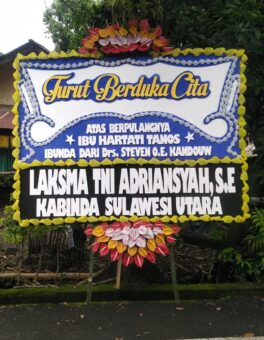 Turut Berduka Cita
ATAS BERPULANGNYA
IBU HARTATI TANOS
IBUNDA DARI Drs. STEVEN O.E. KANDOUW
LAKSMA TNI ADRIANSYAH, S.E
KABINDA SULAWESI UTARA